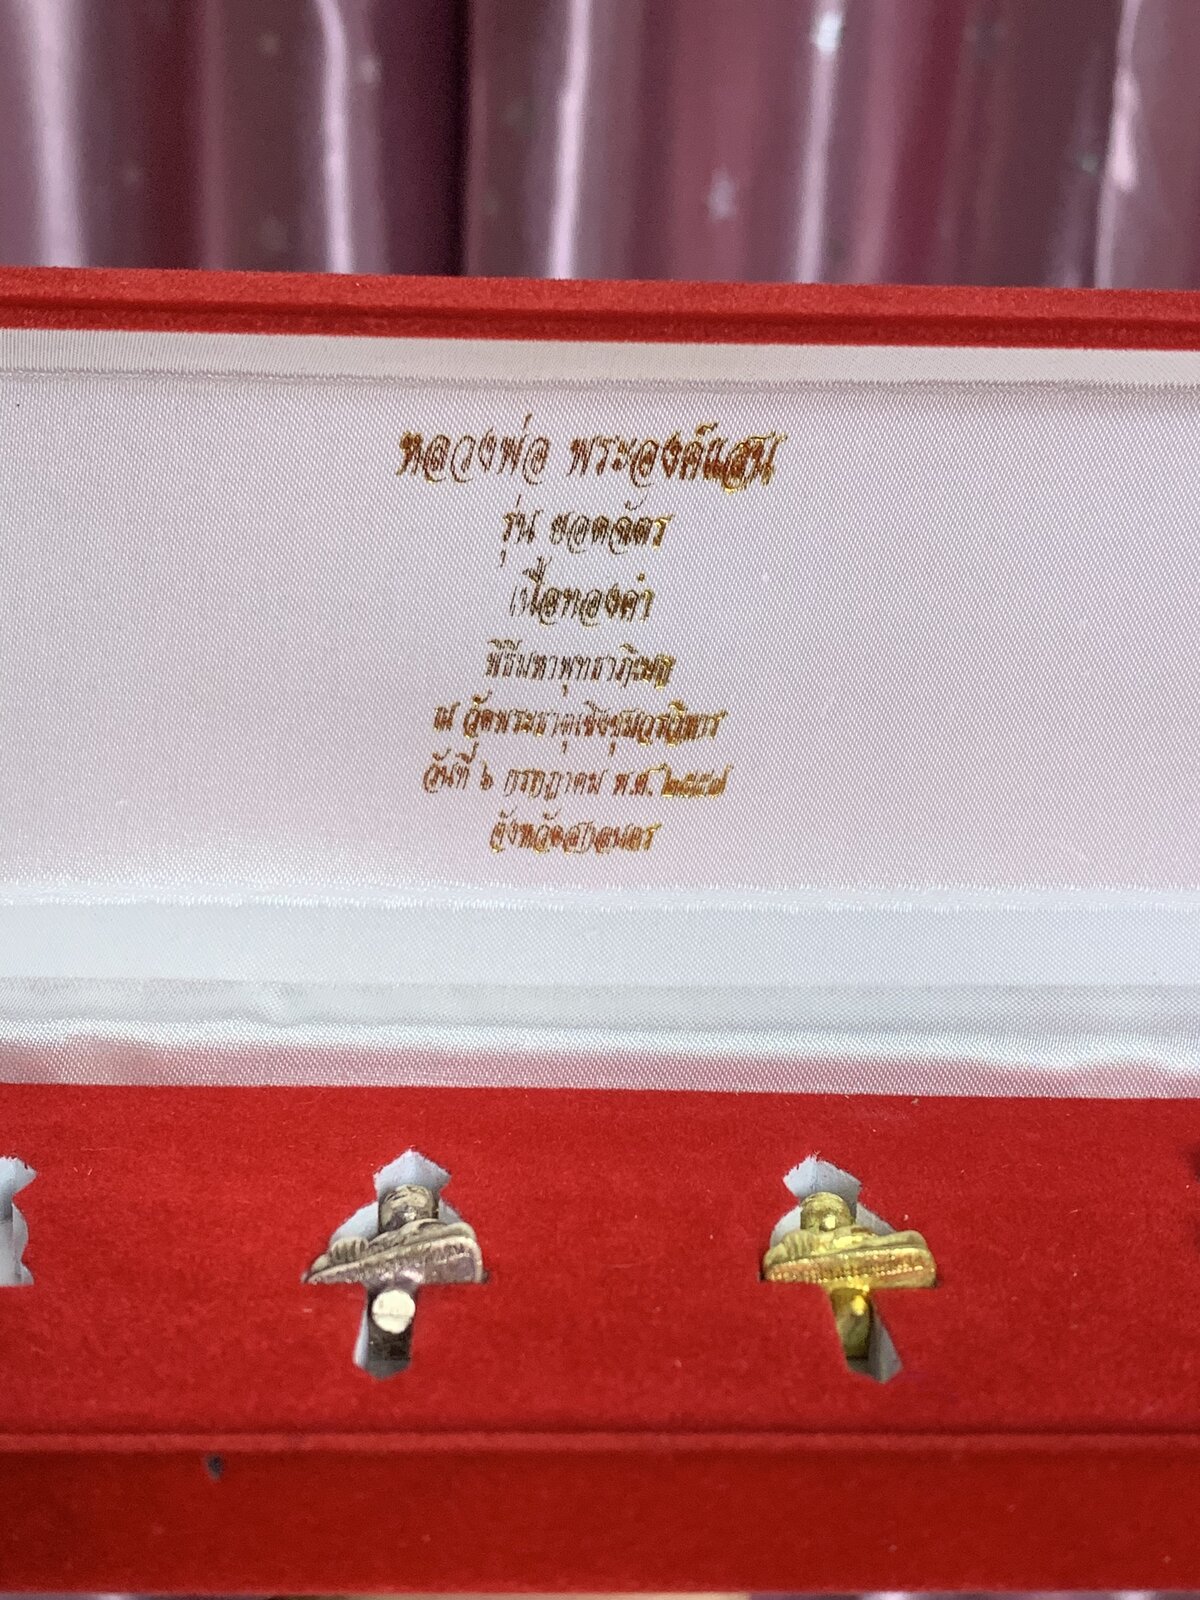 หลวงพ่อ พระองค์แสน
รุ่น ยอดฉัตร
เนื้อทองคำ
พิธีมหาพุทธาภิเษก
ณ วัดพระธาตุเชิงชุมวรวิหาร
วันที่ ๖ กรกฎาคม พ.ศ. ๒๕๕๗
จังหวัดสกลนคร